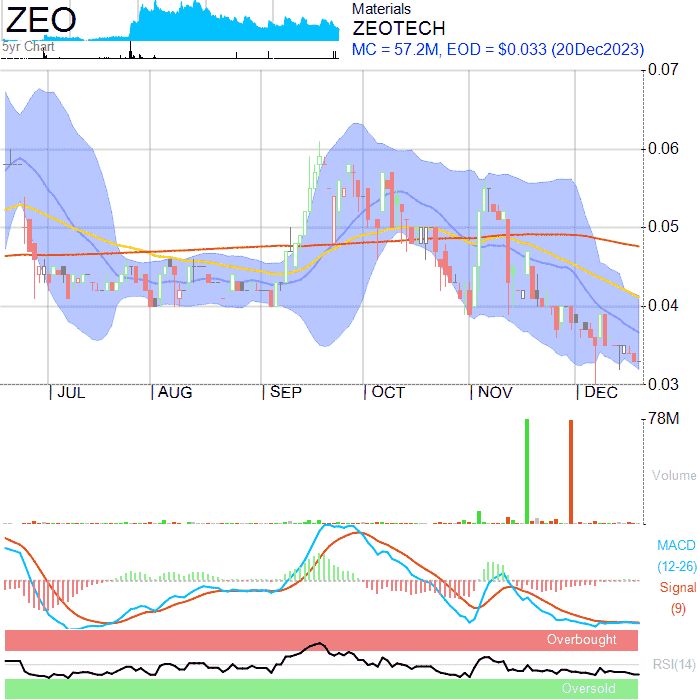 ZEO
5yr Chart
Materials
ZEOTECH
MC = 57.2M, EOD = $0.033 (20Dec2023)
0.07
0.06
0.05
0.04
0.03
JUL AUG SEP OCT NOV DEC
78M
Volume
MACD
(12-26)
Signal
(9)
Overbought
RSI(14)
Oversold